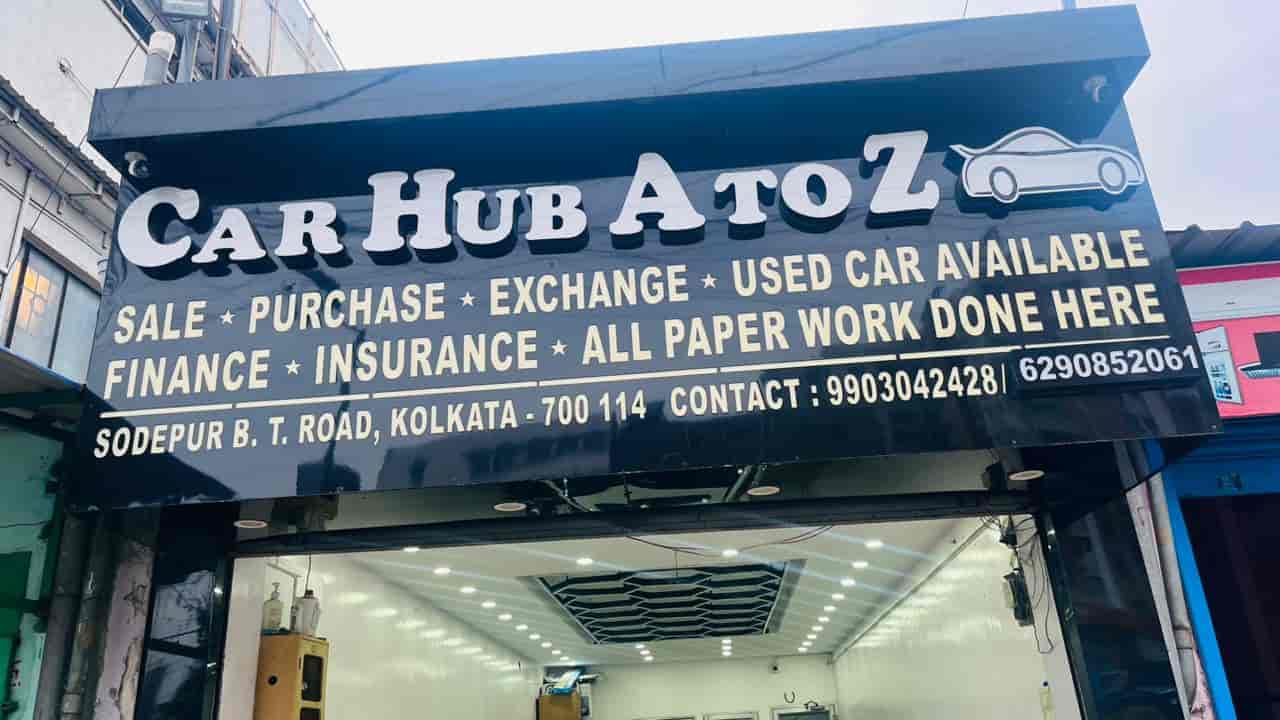 CAR HUB A TO Z
SALE ★ PURCHASE ★ EXCHANGE ★ USED CAR AVAILABLE
FINANCE ★ INSURANCE ★ ALL PAPER WORK DONE HERE
SODEPUR B. T. ROAD, KOLKATA - 700 114 CONTACT : 9903042428/ 6290852061